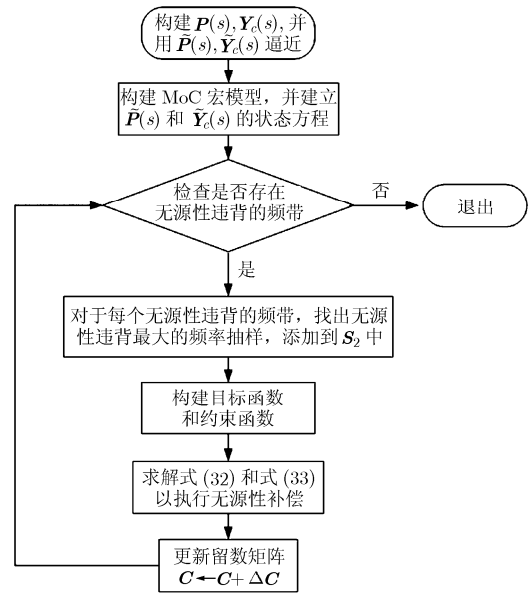 构建 P(s), Y_c(s), 并
用 P̃(s), Ỹ_c(s) 逼近
构建 MoC 宏模型，并建立
P̃(s) 和 Ỹ_c(s) 的状态方程
检查是否存在
无源性违背的频带
否
退出
是
对于每个无源性违背的频带，找出无源
性违背最大的频率抽样，添加到 S₂ 中
构建目标函数
和约束函数
求解式 (32) 和式 (33)
以执行无源性补偿
更新留数矩阵
C←C+ΔC